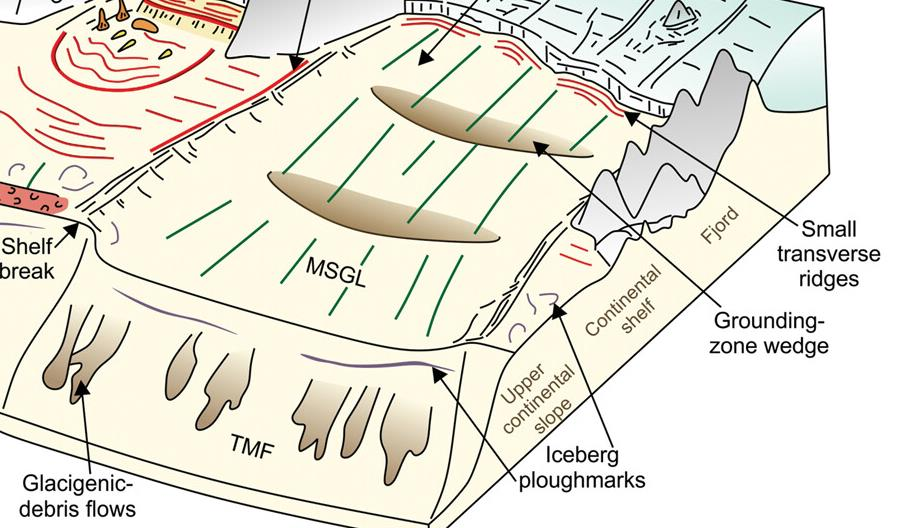 Shelf
break
MSGL
TMF
Glacigenic-
debris flows
Fjord
Continental
shelf
Upper
continental
slope
Small
transverse
ridges
Grounding-
zone wedge
Iceberg
ploughmarks